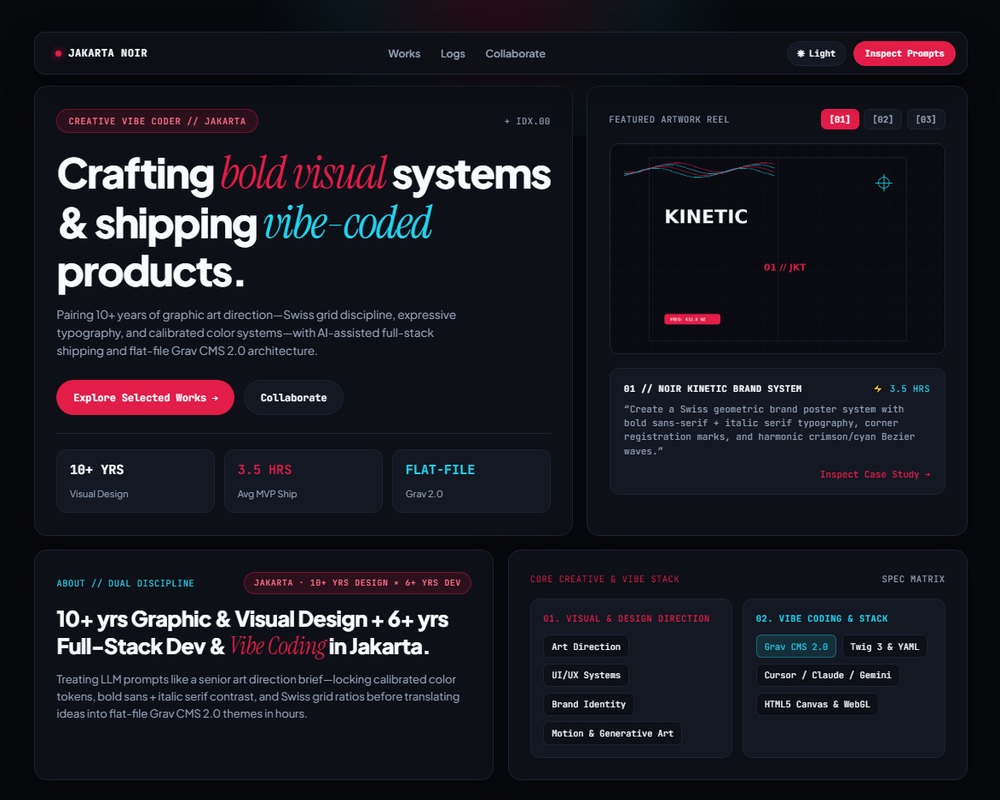 JAKARTA NOIR
Works
Logs
Collaborate
Light
Inspect Prompts
CREATIVE VIBE CODER // JAKARTA
+ IDX.00
Crafting bold visual systems
& shipping vibe-coded
products.
Pairing 10+ years of graphic art direction—Swiss grid discipline, expressive
typography, and calibrated color systems—with AI-assisted full-stack
shipping and flat-file Grav CMS 2.0 architecture.
Explore Selected Works →
Collaborate
10+ YRS
Visual Design
3.5 HRS
Avg MVP Ship
FLAT-FILE
Grav 2.0
FEATURED ARTWORK REEL
[01]
[02]
[03]
KINETIC
01 // JKT
01 // NOIR KINETIC BRAND SYSTEM
3.5 HRS
“Create a Swiss geometric brand poster system with
bold sans-serif + italic serif typography, corner
registration marks, and harmonic crimson/cyan Bezier
waves.”
Inspect Case Study →
ABOUT // DUAL DISCIPLINE
JAKARTA · 10+ YRS DESIGN × 6+ YRS DEV
10+ yrs Graphic & Visual Design + 6+ yrs
Full-Stack Dev & Vibe Coding in Jakarta.
Treating LLM prompts like a senior art direction brief—locking calibrated color
tokens, bold sans + italic serif contrast, and Swiss grid ratios before translating
ideas into flat-file Grav CMS 2.0 themes in hours.
CORE CREATIVE & VIBE STACK
SPEC MATRIX
01. VISUAL & DESIGN DIRECTION
Art Direction
UI/UX Systems
Brand Identity
Motion & Generative Art
02. VIBE CODING & STACK
Grav CMS 2.0
Twig 3 & YAML
Cursor / Claude / Gemini
HTML5 Canvas & WebGL